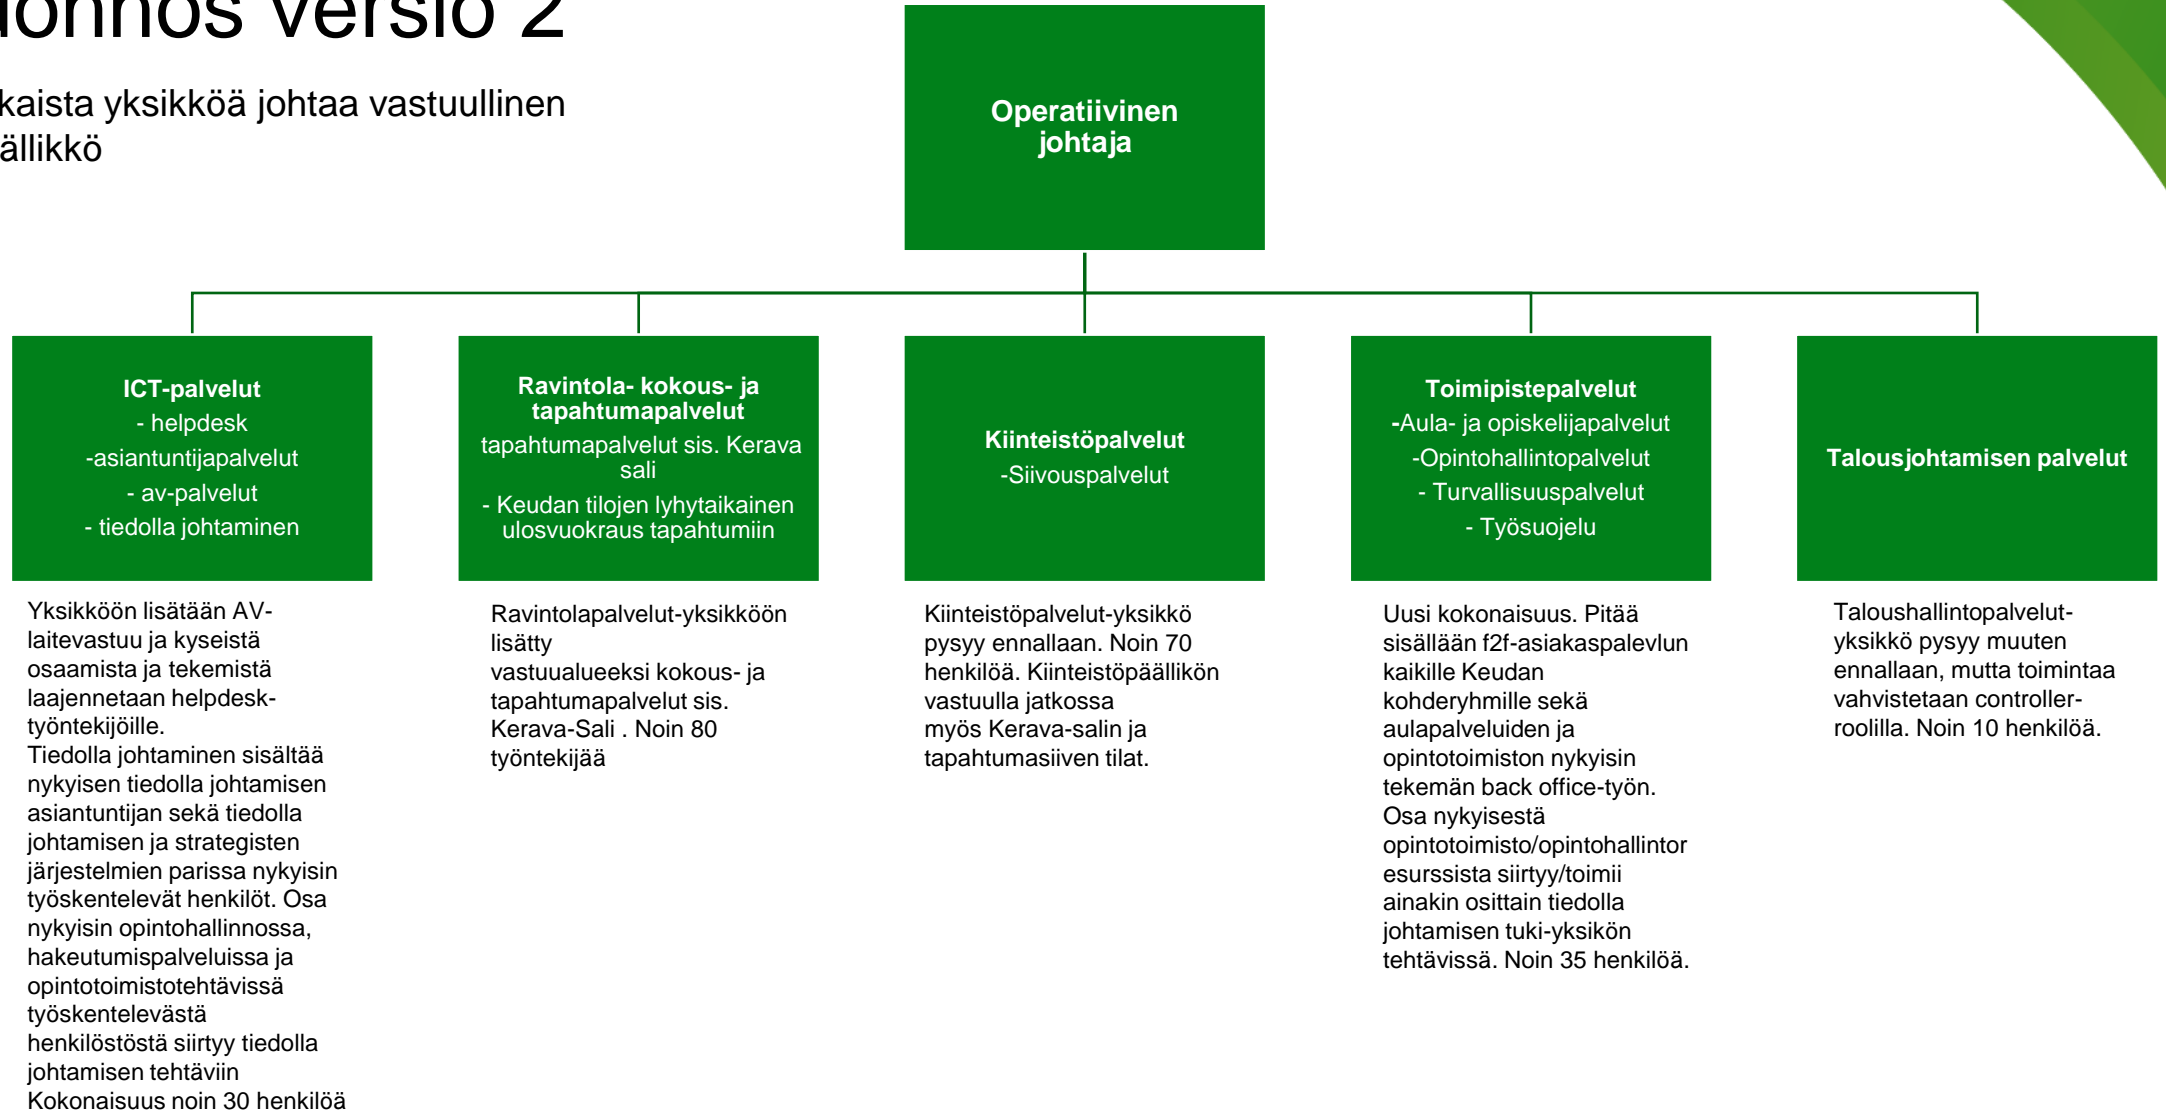 uonnos versio 2
kaista yksikköä johtaa vastuullinen
ällikkö
Operatiivinen
johtaja
ICT-palvelut
- helpdesk
-asiantuntijapalvelut
- av-palvelut
- tiedolla johtaminen
Ravintola- kokous- ja
tapahtumapalvelut
tapahtumapalvelut sis. Kerava
sali
- Keudan tilojen lyhytaikainen
ulosvuokraus tapahtumiin
Kiinteistöpalvelut
-Siivouspalvelut
Toimipistepalvelut
-Aula- ja opiskelijapalvelut
-Opintohallintopalvelut
- Turvallisuuspalvelut
- Työsuojelu
Talousjohtamisen palvelut
Yksikköön lisätään AV-
laitevastuu ja kyseistä
osaamista ja tekemistä
laajennetaan helpdesk-
työntekijöille.
Tiedolla johtaminen sisältää
nykyisen tiedolla johtamisen
asiantuntijan sekä tiedolla
johtamisen ja strategisten
järjestelmien parissa nykyisin
työskentelevät henkilöt. Osa
nykyisin opintohallinnossa,
hakeutumispalveluissa ja
opintotoimistotehtävissä
työskentelevästä
henkilöstöstä siirtyy tiedolla
johtamisen tehtäviin
Kokonaisuus noin 30 henkilöä
Ravintolapalvelut-yksikköön
lisätty
vastuualueeksi kokous- ja
tapahtumapalvelut sis.
Kerava-Sali . Noin 80
työntekijää
Kiinteistöpalvelut-yksikkö
pysyy ennallaan. Noin 70
henkilöä. Kiinteistöpäällikön
vastuulla jatkossa
myös Kerava-salin ja
tapahtumasiiven tilat.
Uusi kokonaisuus. Pitää
sisällään f2f-asiakaspalevlun
kaikille Keudan
kohderyhmille sekä
aulapalveluiden ja
opintotoimiston nykyisin
tekemän back office-työn.
Osa nykyisestä
opintotoimisto/opintohallintor
esurssista siirtyy/toimii
ainakin osittain tiedolla
johtamisen tuki-yksikön
tehtävissä. Noin 35 henkilöä.
Taloushallintopalvelut-
yksikkö pysyy muuten
ennallaan, mutta toimintaa
vahvistetaan controller-
roolilla. Noin 10 henkilöä.